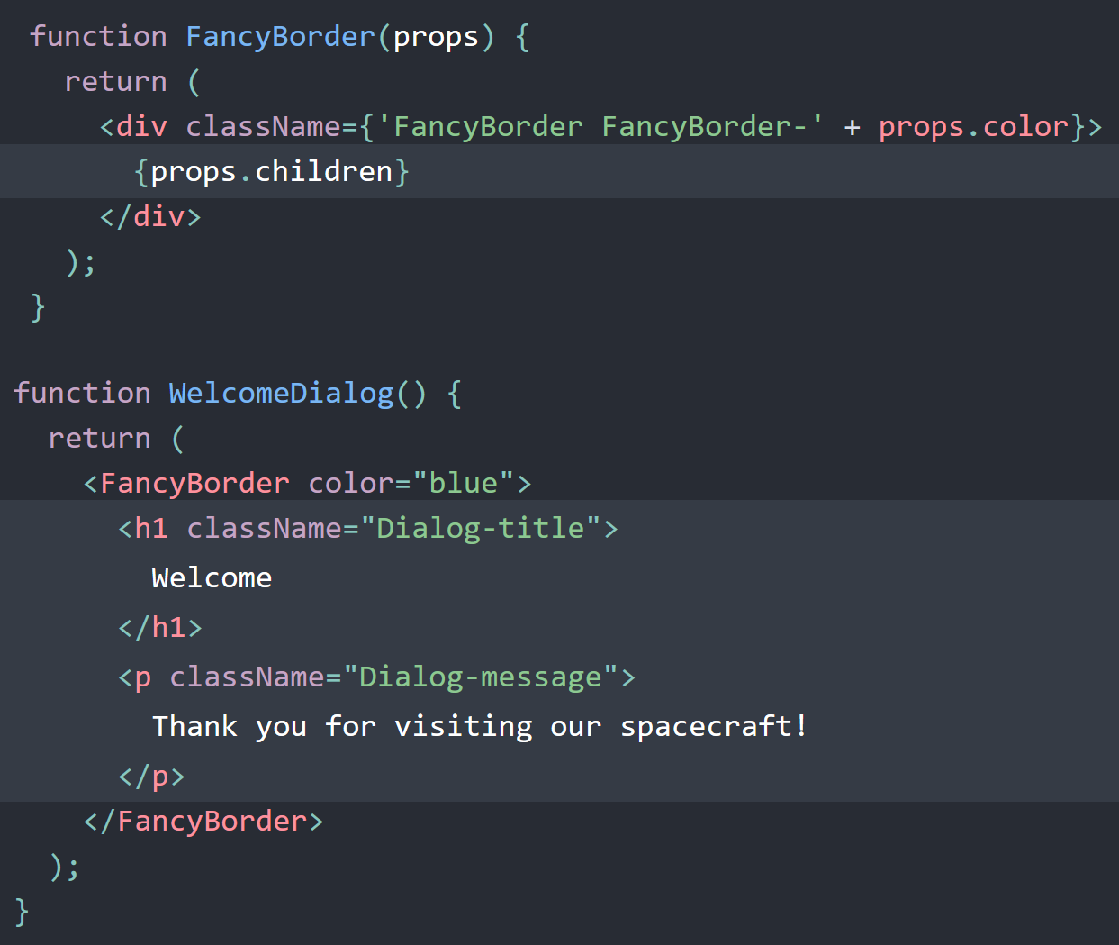 function FancyBorder(props) {
  return (
    <div className={'FancyBorder FancyBorder-' + props.color}>
      {props.children}
    </div>
  );
}
function WelcomeDialog() {
  return (
    <FancyBorder color="blue">
      <h1 className="Dialog-title">
        Welcome
      </h1>
      <p className="Dialog-message">
        Thank you for visiting our spacecraft!
      </p>
    </FancyBorder>
  );
}